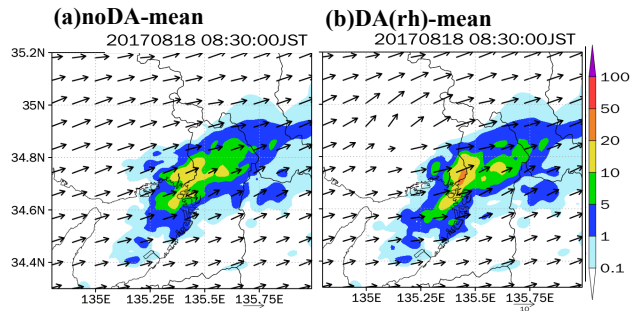 (a)noDA-mean
(b)DA(rh)-mean
20170818 08:30:00JST
20170818 08:30:00JST
35.2N
35N
34.8N
34.6N
34.4N
100
50
20
10
5
1
0.1
135E
135.25E
135.5E
135.75E
135E
135.25E
135.5E
135.75E
10